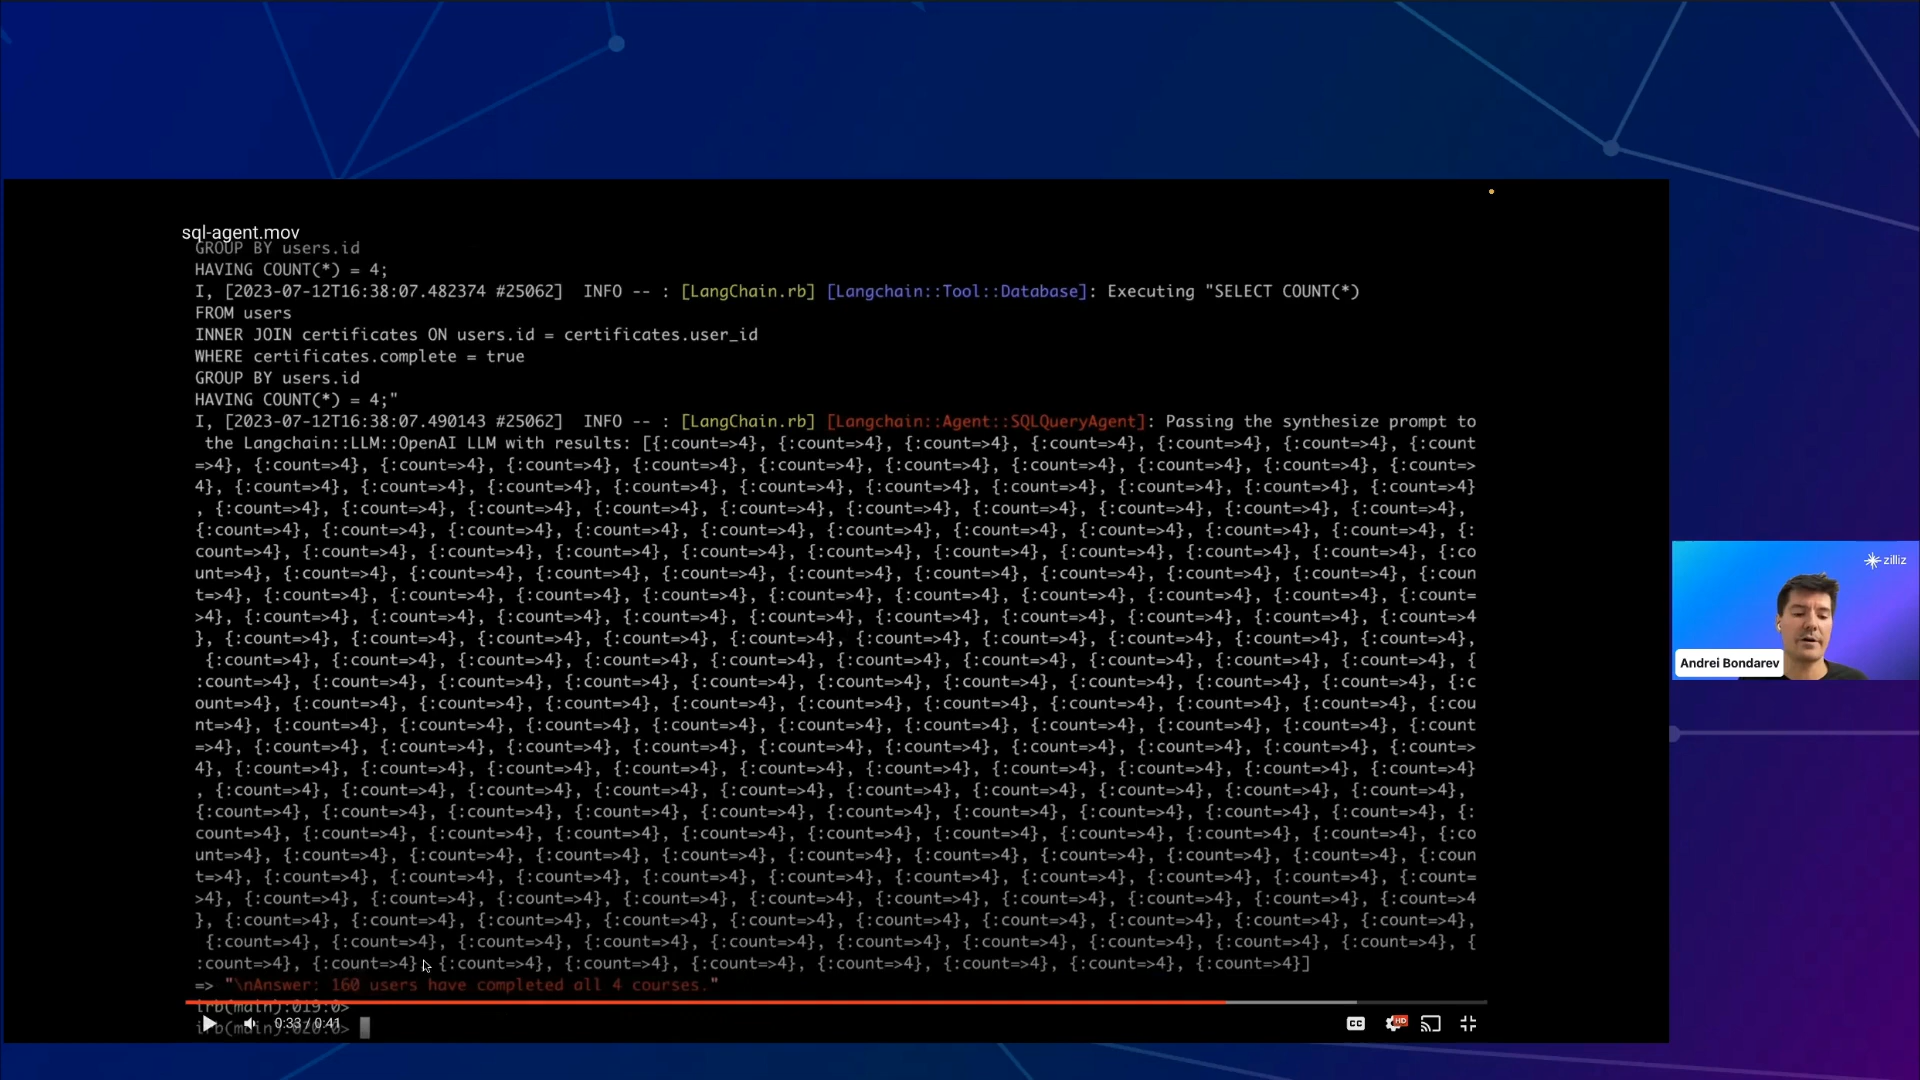 sql-agent.mov
GROUP BY users.id
HAVING COUNT(*) = 4;
I, [2023-07-12T16:38:07.482374 #25062]  INFO -- : [LangChain.rb] [Langchain::Tool::Database]: Executing "SELECT COUNT(*)
FROM users
INNER JOIN certificates ON users.id = certificates.user_id
WHERE certificates.complete = true
GROUP BY users.id
HAVING COUNT(*) = 4;"
I, [2023-07-12T16:38:07.490143 #25062]  INFO -- : [LangChain.rb] [Langchain::Agent::SQLQueryAgent]: Passing the synthesize prompt to
the Langchain::LLM::OpenAI LLM with results: [{:count=>4}, {:count=>4}, {:count=>4}, {:count=>4}, {:count=>4}, {:count=>4}, {:count
=>4}, {:count=>4}, {:count=>4}, {:count=>4}, {:count=>4}, {:count=>4}, {:count=>4}, {:count=>4}, {:count=>4}, {:count=>4}, {:count=>
4}, {:count=>4}, {:count=>4}, {:count=>4}, {:count=>4}, {:count=>4}, {:count=>4}, {:count=>4}, {:count=>4}, {:count=>4}, {:count=>4}
, {:count=>4}, {:count=>4}, {:count=>4}, {:count=>4}, {:count=>4}, {:count=>4}, {:count=>4}, {:count=>4}, {:count=>4}, {:count=>4},
{:count=>4}, {:count=>4}, {:count=>4}, {:count=>4}, {:count=>4}, {:count=>4}, {:count=>4}, {:count=>4}, {:count=>4}, {:count=>4}, {:
count=>4}, {:count=>4}, {:count=>4}, {:count=>4}, {:count=>4}, {:count=>4}, {:count=>4}, {:count=>4}, {:count=>4}, {:count=>4}, {:co
unt=>4}, {:count=>4}, {:count=>4}, {:count=>4}, {:count=>4}, {:count=>4}, {:count=>4}, {:count=>4}, {:count=>4}, {:count=>4}, {:coun
t=>4}, {:count=>4}, {:count=>4}, {:count=>4}, {:count=>4}, {:count=>4}, {:count=>4}, {:count=>4}, {:count=>4}, {:count=>4}, {:count=
>4}, {:count=>4}, {:count=>4}, {:count=>4}, {:count=>4}, {:count=>4}, {:count=>4}, {:count=>4}, {:count=>4}, {:count=>4}, {:count=>4
}, {:count=>4}, {:count=>4}, {:count=>4}, {:count=>4}, {:count=>4}, {:count=>4}, {:count=>4}, {:count=>4}, {:count=>4}, {:count=>4},
{:count=>4}, {:count=>4}, {:count=>4}, {:count=>4}, {:count=>4}, {:count=>4}, {:count=>4}, {:count=>4}, {:count=>4}, {:count=>4}, {
:count=>4}, {:count=>4}, {:count=>4}, {:count=>4}, {:count=>4}, {:count=>4}, {:count=>4}, {:count=>4}, {:count=>4}, {:count=>4}, {:c
ount=>4}, {:count=>4}, {:count=>4}, {:count=>4}, {:count=>4}, {:count=>4}, {:count=>4}, {:count=>4}, {:count=>4}, {:count=>4}, {:cou
nt=>4}, {:count=>4}, {:count=>4}, {:count=>4}, {:count=>4}, {:count=>4}, {:count=>4}, {:count=>4}, {:count=>4}, {:count=>4}, {:count
=>4}, {:count=>4}, {:count=>4}, {:count=>4}, {:count=>4}, {:count=>4}, {:count=>4}, {:count=>4}, {:count=>4}, {:count=>4}, {:count=>
4}, {:count=>4}, {:count=>4}, {:count=>4}, {:count=>4}, {:count=>4}, {:count=>4}, {:count=>4}, {:count=>4}, {:count=>4}, {:count=>4}
, {:count=>4}, {:count=>4}, {:count=>4}, {:count=>4}, {:count=>4}, {:count=>4}, {:count=>4}, {:count=>4}, {:count=>4}, {:count=>4},
{:count=>4}, {:count=>4}, {:count=>4}, {:count=>4}, {:count=>4}, {:count=>4}, {:count=>4}, {:count=>4}, {:count=>4}, {:count=>4}, {:
count=>4}, {:count=>4}, {:count=>4}, {:count=>4}, {:count=>4}, {:count=>4}, {:count=>4}, {:count=>4}, {:count=>4}, {:count=>4}, {:co
unt=>4}, {:count=>4}, {:count=>4}, {:count=>4}, {:count=>4}, {:count=>4}, {:count=>4}, {:count=>4}, {:count=>4}, {:count=>4}, {:coun
t=>4}, {:count=>4}, {:count=>4}, {:count=>4}, {:count=>4}, {:count=>4}, {:count=>4}, {:count=>4}, {:count=>4}, {:count=>4}, {:count=
>4}, {:count=>4}, {:count=>4}, {:count=>4}, {:count=>4}, {:count=>4}, {:count=>4}, {:count=>4}, {:count=>4}, {:count=>4}, {:count=>4
}, {:count=>4}, {:count=>4}, {:count=>4}, {:count=>4}, {:count=>4}, {:count=>4}, {:count=>4}, {:count=>4}, {:count=>4}, {:count=>4},
{:count=>4}, {:count=>4}, {:count=>4}, {:count=>4}, {:count=>4}, {:count=>4}, {:count=>4}, {:count=>4}, {:count=>4}, {:count=>4}, {
:count=>4}, {:count=>4}, {:count=>4}, {:count=>4}, {:count=>4}, {:count=>4}, {:count=>4}, {:count=>4}, {:count=>4}]
=> "\nAnswer: 160 users have completed all 4 courses."
irb(main):019:0>
irb(main):020:0>
0:33 / 0:41
CC
HD
zilliz
Andrei Bondarev